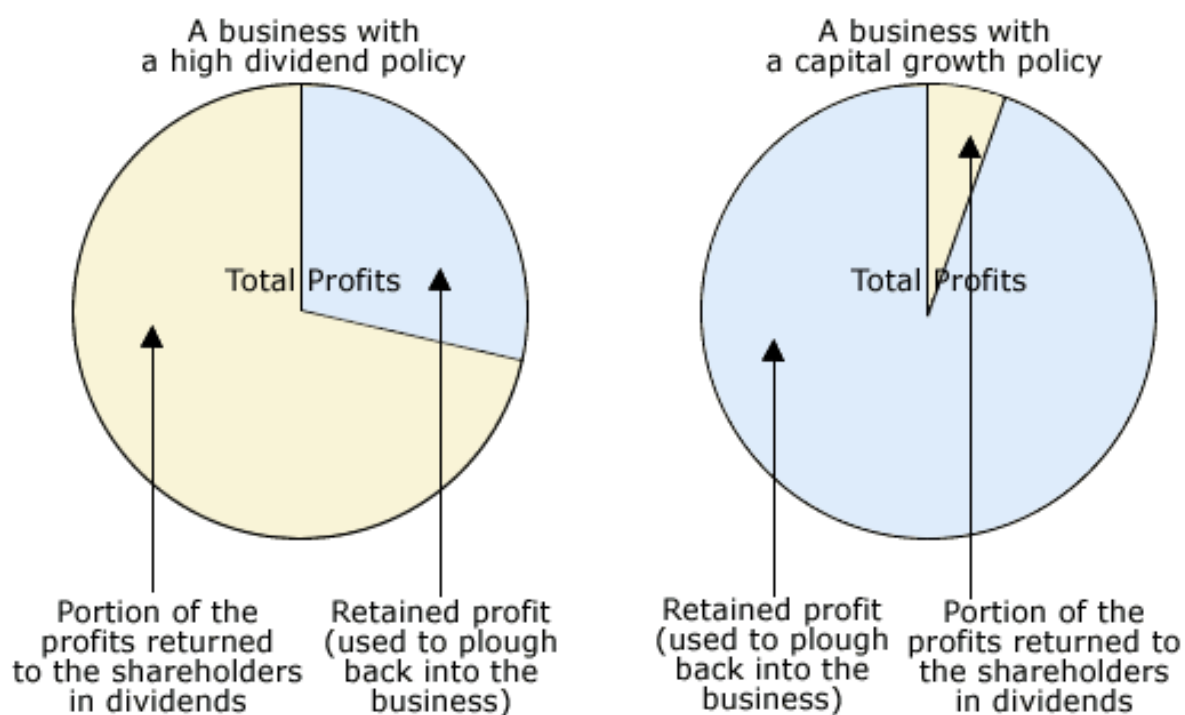 A business with
a high dividend policy
Total Profits
Portion of the
profits returned
to the shareholders
in dividends
Retained profit
(used to plough
back into the
business)
A business with
a capital growth policy
Total Profits
Retained profit
(used to plough
back into the
business)
Portion of the
profits returned to
the shareholders
in dividends